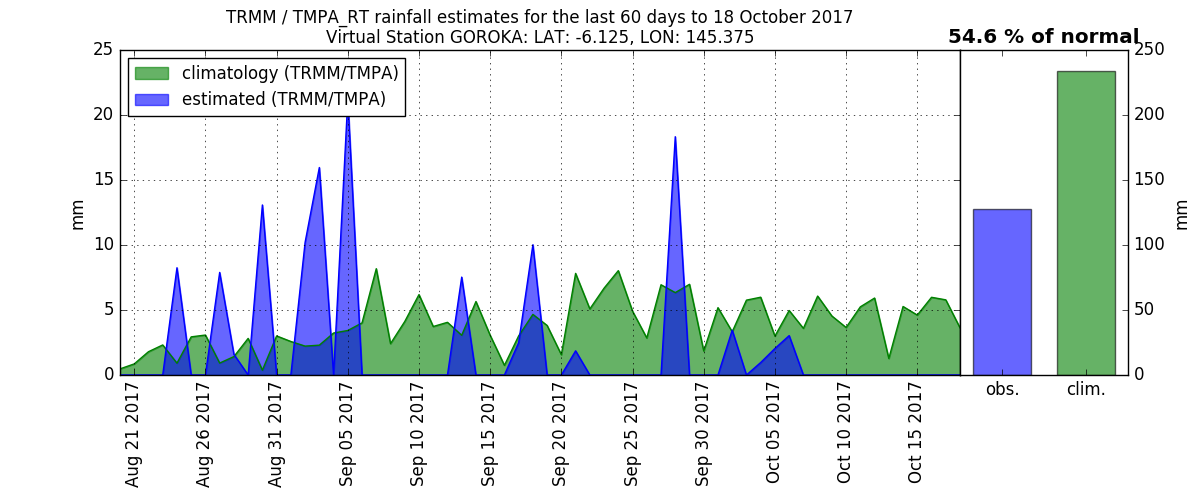 TRMM / TMPA_RT rainfall estimates for the last 60 days to 18 October 2017
Virtual Station GOROKA: LAT: -6.125, LON: 145.375
54.6 % of normal
climatology (TRMM/TMPA)
estimated (TRMM/TMPA)
mm
25
20
15
10
5
0
Aug 21 2017
Aug 26 2017
Aug 31 2017
Sep 05 2017
Sep 10 2017
Sep 15 2017
Sep 20 2017
Sep 25 2017
Sep 30 2017
Oct 05 2017
Oct 10 2017
Oct 15 2017
obs.
clim.
250
200
150
100
50
0
mm